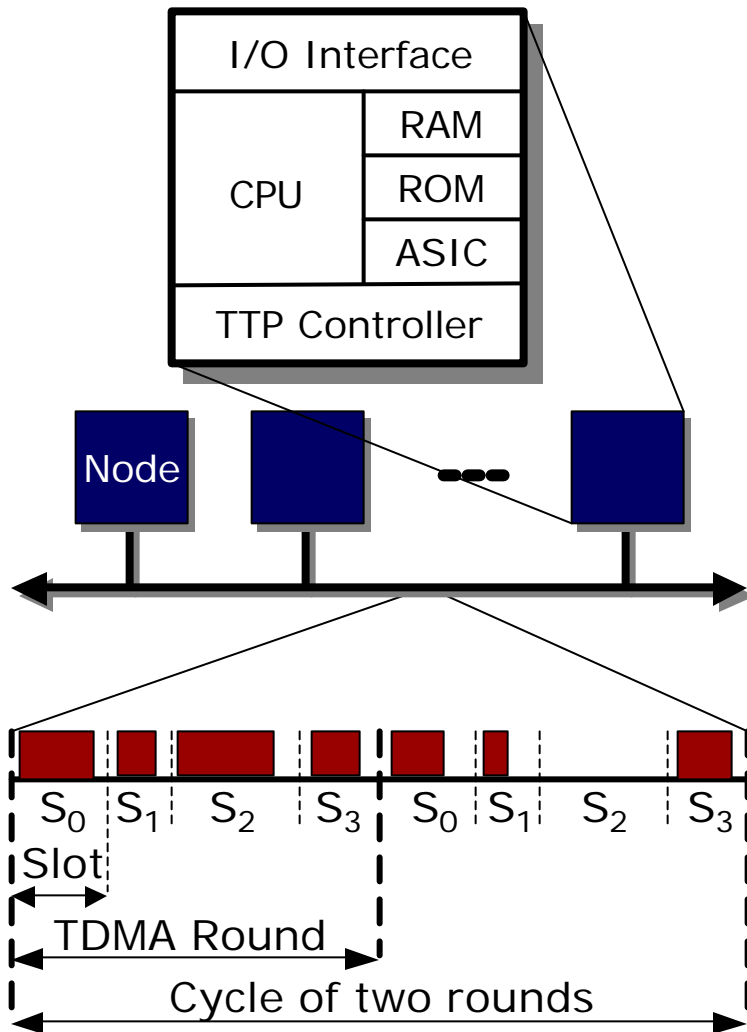 I/O Interface
CPU
RAM
ROM
ASIC
TTP Controller
Node
S₀ S₁ S₂ S₃ S₀ S₁ S₂ S₃
Slot
TDMA Round
Cycle of two rounds